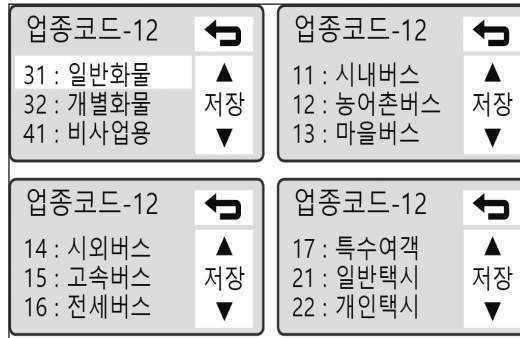 업종코드-12
31 : 일반화물
32 : 개별화물
41 : 비사업용
저장
업종코드-12
11 : 시내버스
12 : 농어촌버스
13 : 마을버스
저장
업종코드-12
14 : 시외버스
15 : 고속버스
16 : 전세버스
저장
업종코드-12
17 : 특수여객
21 : 일반택시
22 : 개인택시
저장